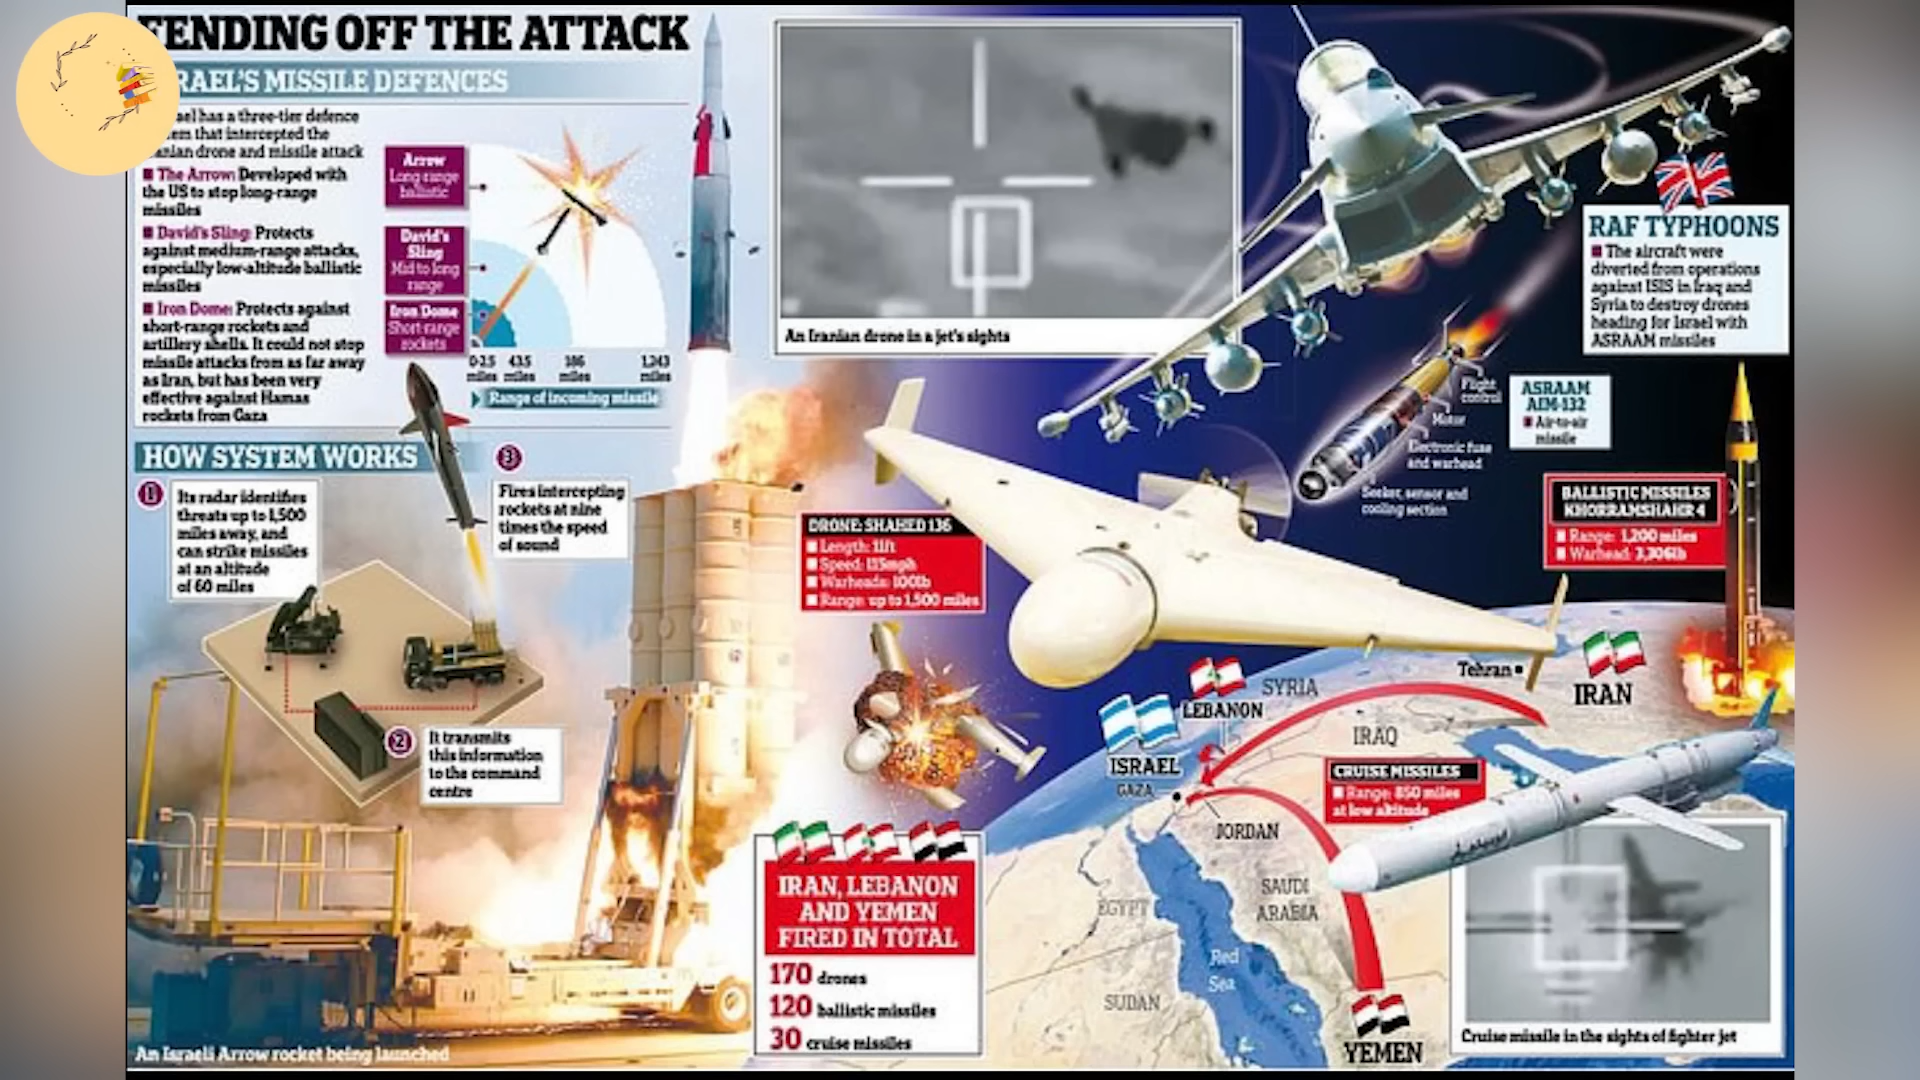 FENDING OFF THE ATTACK
RAEL'S MISSILE DEFENCES
ael has a three-tier defence
em that intercepted the
anian drone and missile attack
The Arrow: Developed with
the US to stop long-range
missiles
David's Sling: Protects
against medium-range attacks,
especially low-altitude ballistic
missiles
Iron Dome: Protects against
short-range rockets and
artillery shells. It could not stop
missile attacks from as far away
as Iran, but has been very
effective against Hamas
rockets from Gaza
Arrow
Long range
ballistic
David's
Sling
Mid to long
range
Iron Dome
Short-range
rockets
0-2.5 43.5 186 1,243
miles miles miles miles
Range of incoming missile
HOW SYSTEM WORKS
1
Its radar identifies
threats up to 1,500
miles away, and
can strike missiles
at an altitude
of 60 miles
2
It transmits
this information
to the command
centre
3
Fires intercepting
rockets at nine
times the speed
of sound
An Israeli Arrow rocket being launched
An Iranian drone in a jet's sights
RAF TYPHOONS
The aircraft were
diverted from operations
against ISIS in Iraq and
Syria to destroy drones
heading for Israel with
ASRAAM missiles
Flight
control
Motor
Electronic fuse
and warhead
Seeker, sensor and
cooling section
ASRAAM
AIM-132
Air-to-air
missile
DRONE: SHAHED 136
Length: 11ft
Speed: 115mph
Warheads: 100lb
Range: up to 1,500 miles
BALLISTIC MISSILES
KHORRAMSHAHR 4
Range: 1,200 miles
Warhead: 3,306lb
Tehran
IRAN
SYRIA
LEBANON
IRAQ
ISRAEL
GAZA
JORDAN
CRUISE MISSILES
Range: 850 miles
at low altitude
EGYPT
SAUDI
ARABIA
Red
Sea
SUDAN
YEMEN
IRAN, LEBANON
AND YEMEN
FIRED IN TOTAL
170 drones
120 ballistic missiles
30 cruise missiles
Cruise missile in the sights of fighter jet